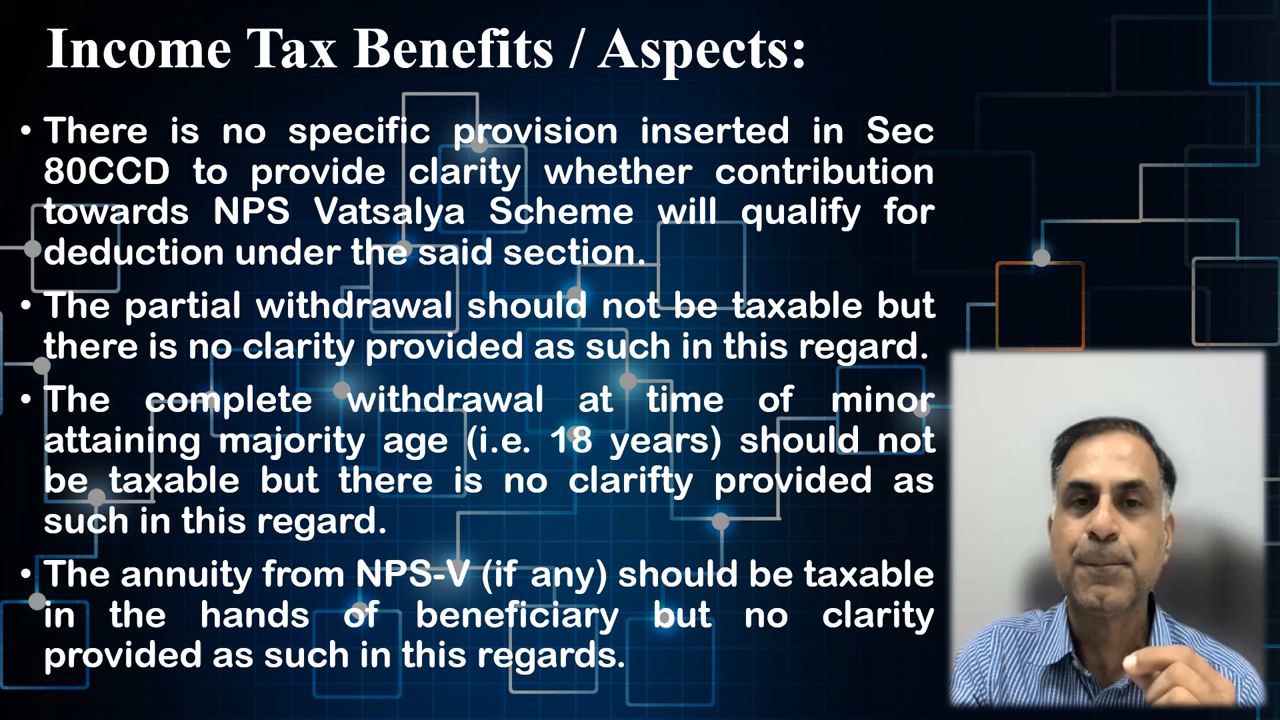 Income Tax Benefits / Aspects:
• There is no specific provision inserted in Sec
80CCD to provide clarity whether contribution
towards NPS Vatsalya Scheme will qualify for
deduction under the said section.
• The partial withdrawal should not be taxable but
there is no clarity provided as such in this regard.
• The complete withdrawal at time of minor
attaining majority age (i.e. 18 years) should not
be taxable but there is no clarifty provided as
such in this regard.
• The annuity from NPS-V (if any) should be taxable
in the hands of beneficiary but no clarity
provided as such in this regards.